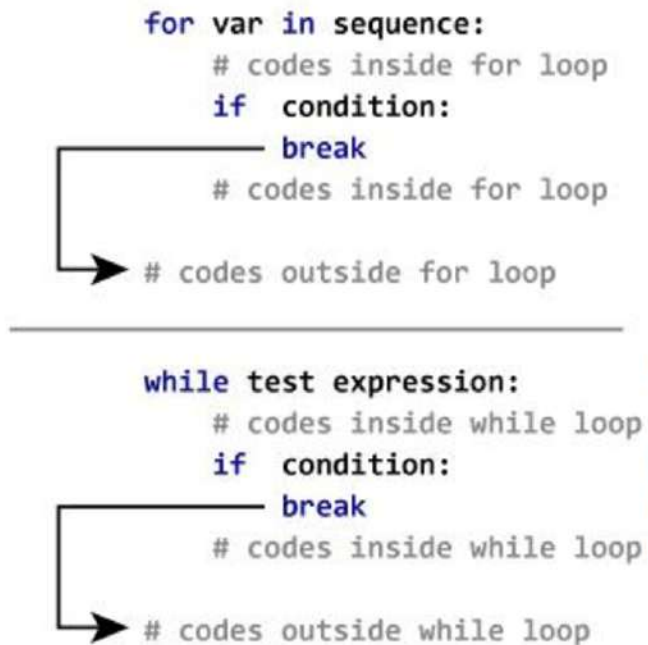 for var in sequence:
# codes inside for loop
if condition:
break
# codes inside for loop
# codes outside for loop
while test expression:
# codes inside while loop
if condition:
break
# codes inside while loop
# codes outside while loop